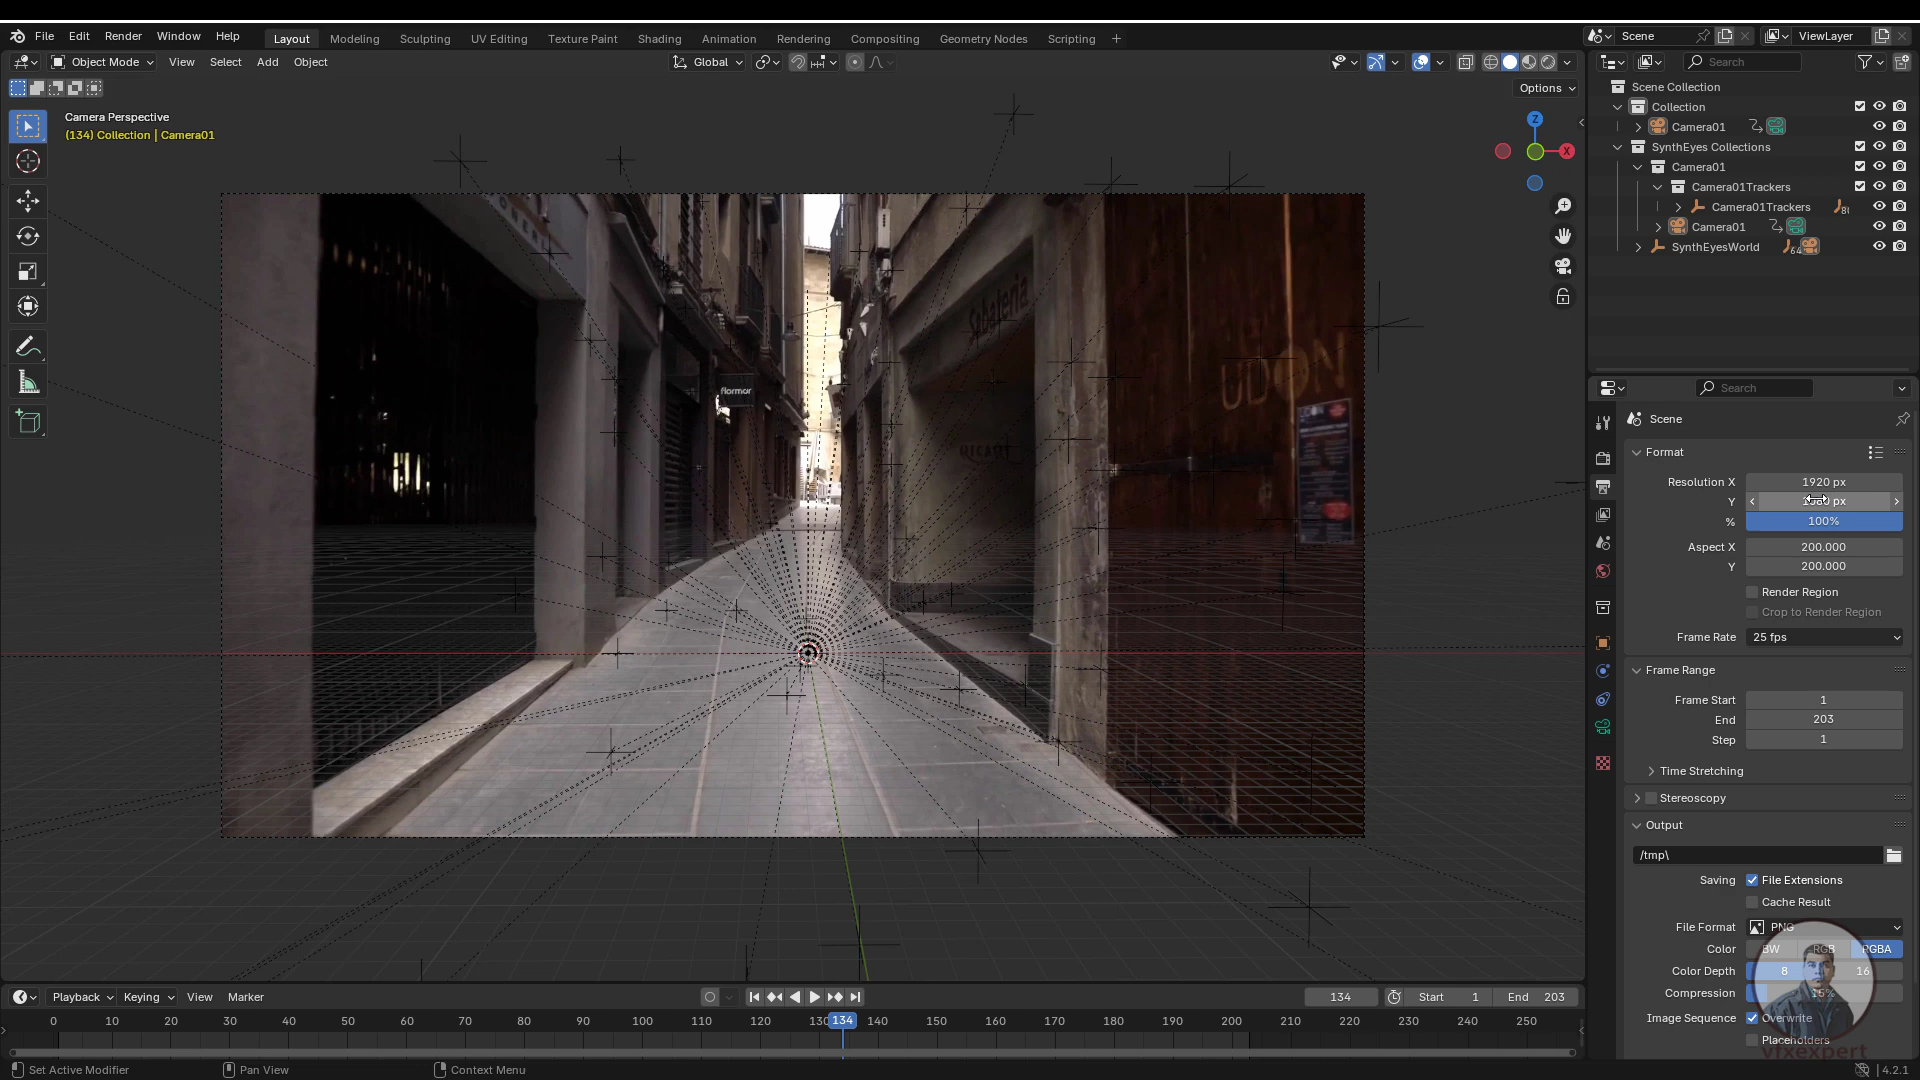 File Edit Render Window Help Layout Modeling Sculpting UV Editing Texture Paint Shading Animation Rendering Compositing Geometry Nodes Scripting + Scene ViewLayer
Object Mode View Select Add Object Global Search
Options
Camera Perspective
(134) Collection | Camera01
Z
X
Scene Collection
Collection
Camera01
SynthEyes Collections
Camera01
Camera01Trackers
Camera01Trackers
Camera01
SynthEyesWorld 64
Sabateria
UDON
flormar
Search
Scene
Format
Resolution X 1920 px
Y px
% 100%
Aspect X 200.000
Y 200.000
Render Region
Crop to Render Region
Frame Rate 25 fps
Frame Range
Frame Start 1
End 203
Step 1
Time Stretching
Stereoscopy
Output
/tmp\
Saving File Extensions
Cache Result
File Format PNG
Color BW RGB RGBA
Color Depth 8 16
Compression 15%
Image Sequence Overwrite
Placeholders
vfxexpert
Playback Keying View Marker 134 Start 1 End 203
0 10 20 30 40 50 60 70 80 90 100 110 120 130 134 140 150 160 170 180 190 200 210 220 230 240 250
Set Active Modifier Pan View Context Menu 4.2.1